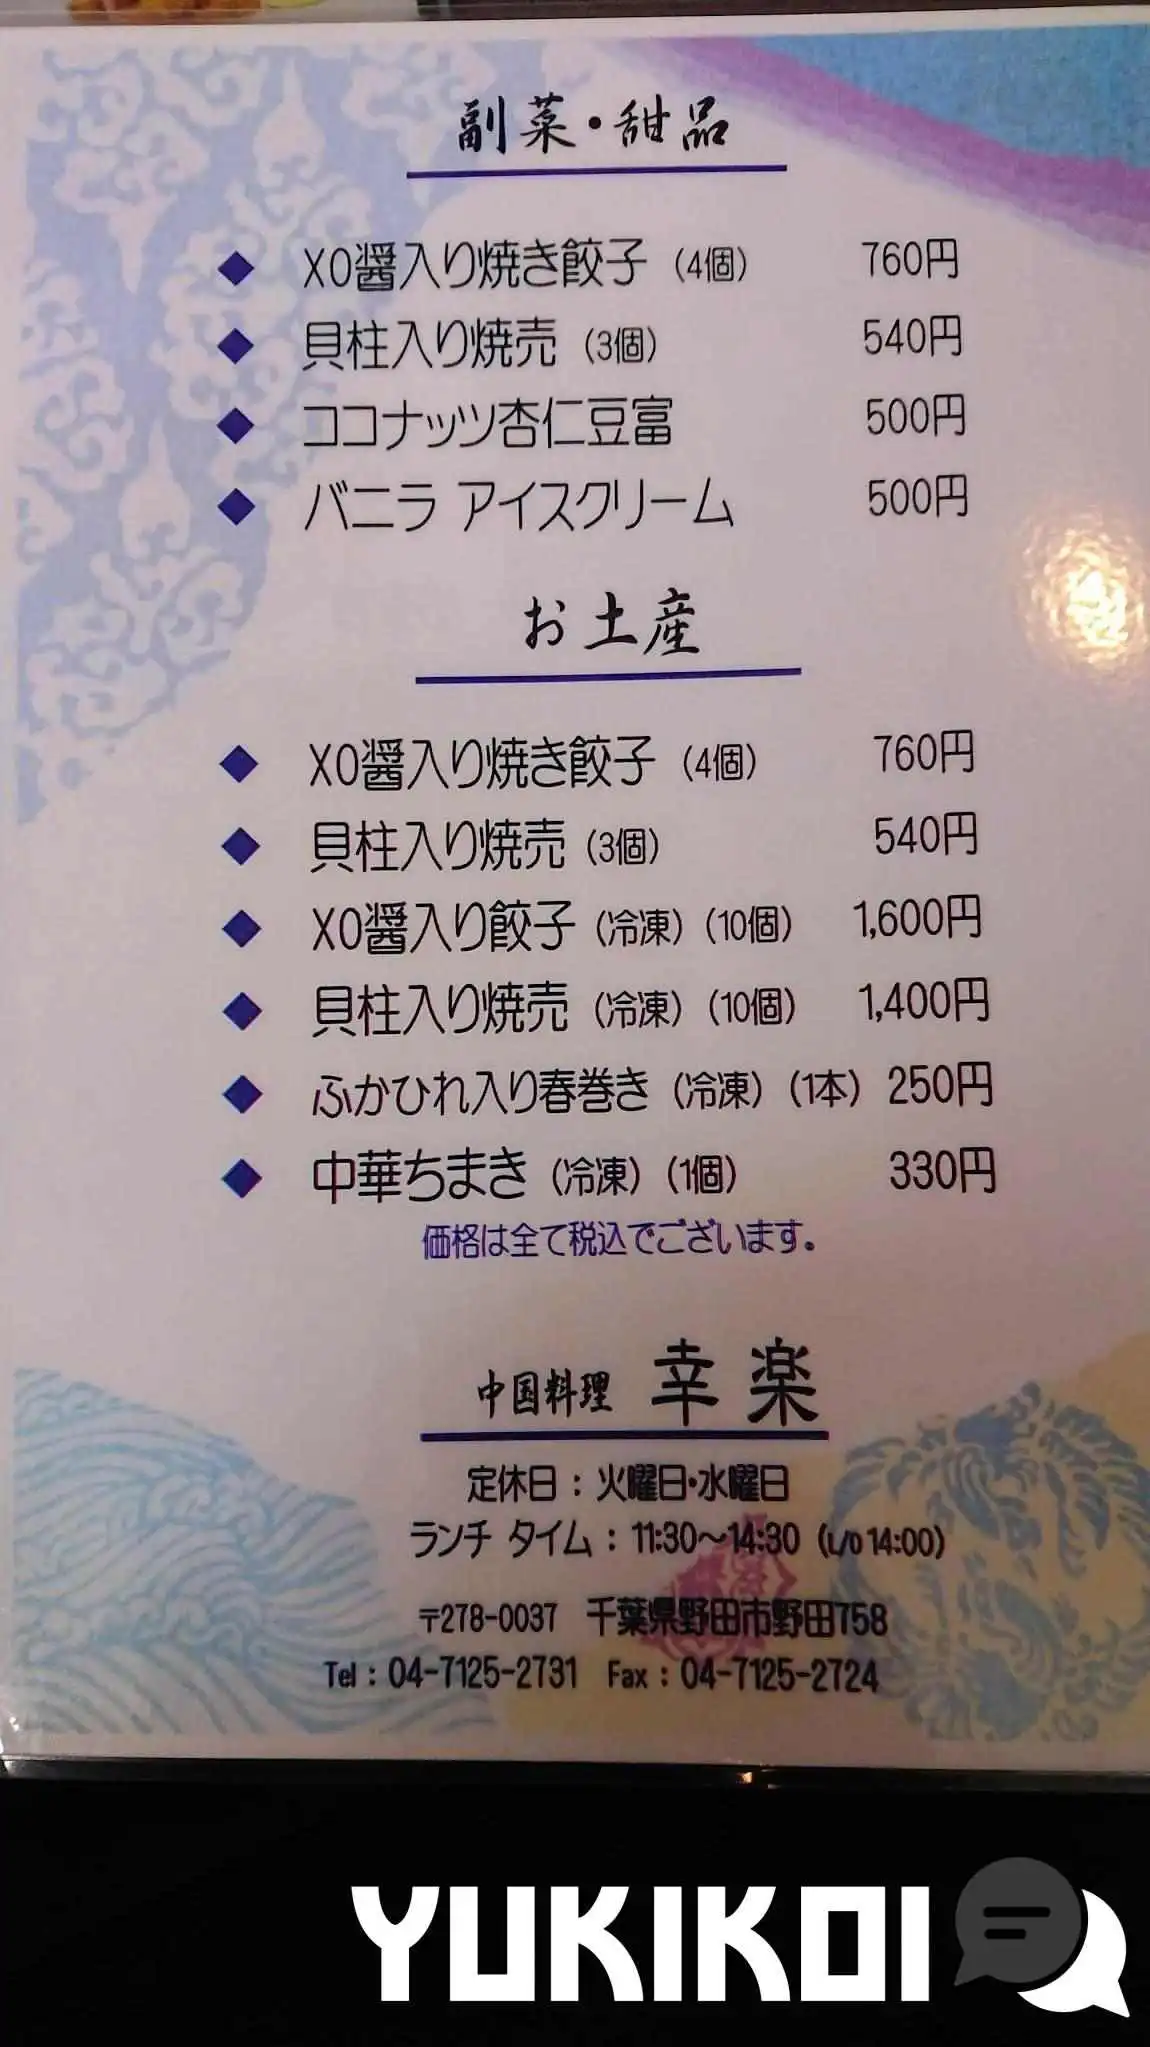 副菜・甜品
◆ XO醤入り焼き餃子 (4個) 760円
◆ 貝柱入り焼売 (3個) 540円
◆ ココナッツ杏仁豆富 500円
◆ バニラ アイスクリーム 500円
お土産
◆ XO醤入り焼き餃子 (4個) 760円
◆ 貝柱入り焼売 (3個) 540円
◆ XO醤入り餃子 (冷凍) (10個) 1,600円
◆ 貝柱入り焼売 (冷凍) (10個) 1,400円
◆ ふかひれ入り春巻き (冷凍) (1本) 250円
◆ 中華ちまき (冷凍) (1個) 330円
価格は全て税込でございます。
中国料理 幸楽
定休日：火曜日・水曜日
ランチ タイム：11:30～14:30 (L/O 14:00)
〒278-0037 千葉県野田市野田758
Tel：04-7125-2731 Fax：04-7125-2724
YUKIKOI